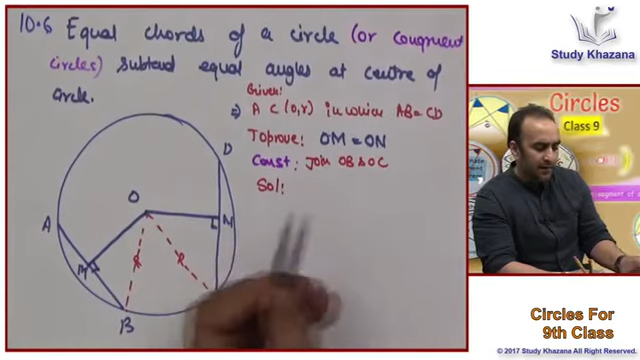 10.6 Equal chords of a circle (or congruent
circles) subtend equal angles at centre of
circle.
Given:
A C(O,r) in which AB = CD
To prove: OM = ON
Const: Join OB & OC
Sol:
D
O
A
N
M
B
Study Khazana
Circles
Class 9
Circles For
9th Class
© 2017 Study Khazana All Rights Reserved.